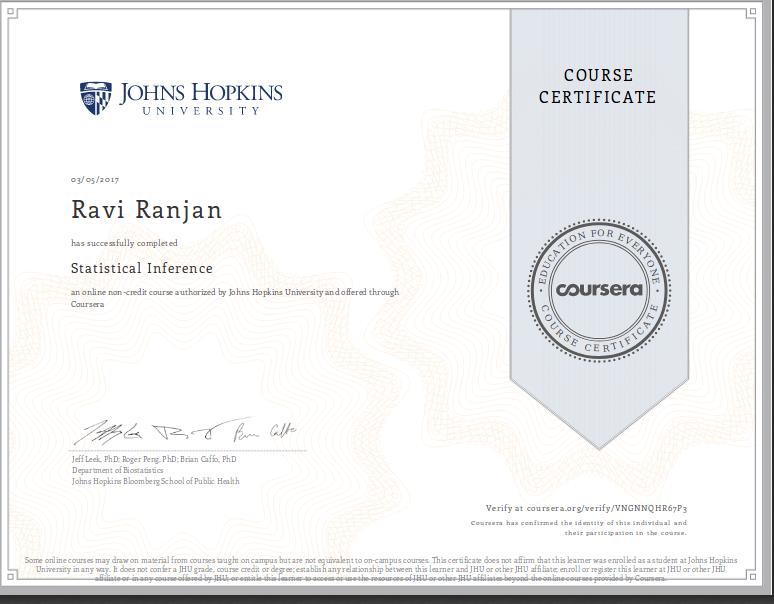 COURSE
CERTIFICATE
JOHNS HOPKINS
UNIVERSITY
03/05/2017
Ravi Ranjan
has successfully completed
Statistical Inference
an online non-credit course authorized by Johns Hopkins University and offered through
Coursera
EDUCATION FOR EVERYONE
coursera
COURSE CERTIFICATE
Jeff Leek, PhD; Roger Peng, PhD; Brian Caffo, PhD
Department of Biostatistics
Johns Hopkins Bloomberg School of Public Health
Verify at coursera.org/verify/VNGNNQHR67P3
Coursera has confirmed the identity of this individual and
their participation in the course.
Some online courses may draw on material from courses taught on campus but are not equivalent to on-campus courses. This certificate does not affirm that this learner was enrolled as a student at Johns Hopkins
University in any way. It does not confer a JHU grade, course credit or degree; establish any relationship between this learner and JHU or other JHU affiliate; enroll or register this learner at JHU or other JHU
affiliate or in any course offered by JHU; or entitle this learner to access or use the resources of JHU or other JHU affiliates beyond the online courses provided by Coursera.